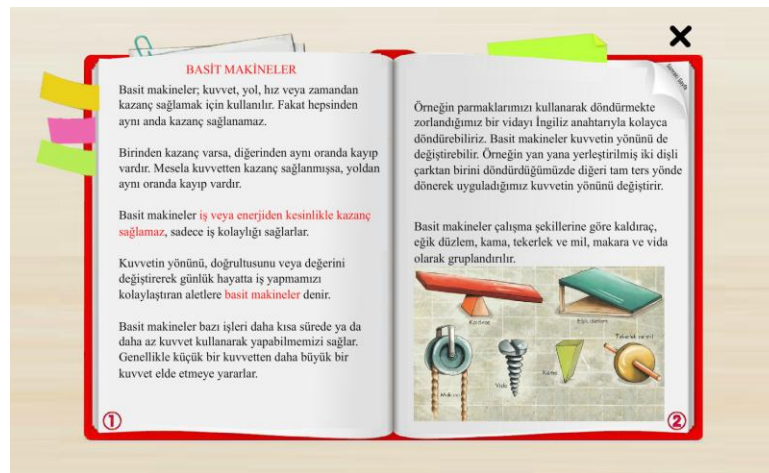 BASİT MAKİNELER
Basit makineler; kuvvet, yol, hız veya zamandan
kazanç sağlamak için kullanılır. Fakat hepsinden
aynı anda kazanç sağlanamaz.
Birinden kazanç varsa, diğerinden aynı oranda kayıp
vardır. Mesela kuvvetten kazanç sağlanmışsa, yoldan
aynı oranda kayıp vardır.
Basit makineler iş veya enerjiden kesinlikle kazanç
sağlamaz, sadece iş kolaylığı sağlarlar.
Kuvvetin yönünü, doğrultusunu veya değerini
değiştirerek günlük hayatta iş yapmamızı
kolaylaştıran aletlere basit makineler denir.
Basit makineler bazı işleri daha kısa sürede ya da
daha az kuvvet kullanarak yapabilmemizi sağlar.
Genellikle küçük bir kuvvetten daha büyük bir
kuvvet elde etmeye yararlar.
1
Örneğin parmaklarımızı kullanarak döndürmekte
zorlandığımız bir vidayı İngiliz anahtarıyla kolayca
döndürebiliriz. Basit makineler kuvvetin yönünü de
değiştirebilir. Örneğin yan yana yerleştirilmiş iki dişli
çarktan birini döndürdüğümüzde diğeri tam ters yönde
dönerek uyguladığımız kuvvetin yönünü değiştirir.
Basit makineler çalışma şekillerine göre kaldıraç,
eğik düzlem, kama, tekerlek ve mil, makara ve vida
olarak gruplandırılır.
Kaldıraç
Eğik düzlem
Tekerlek ve mil
Makara
Vida
Kama
2